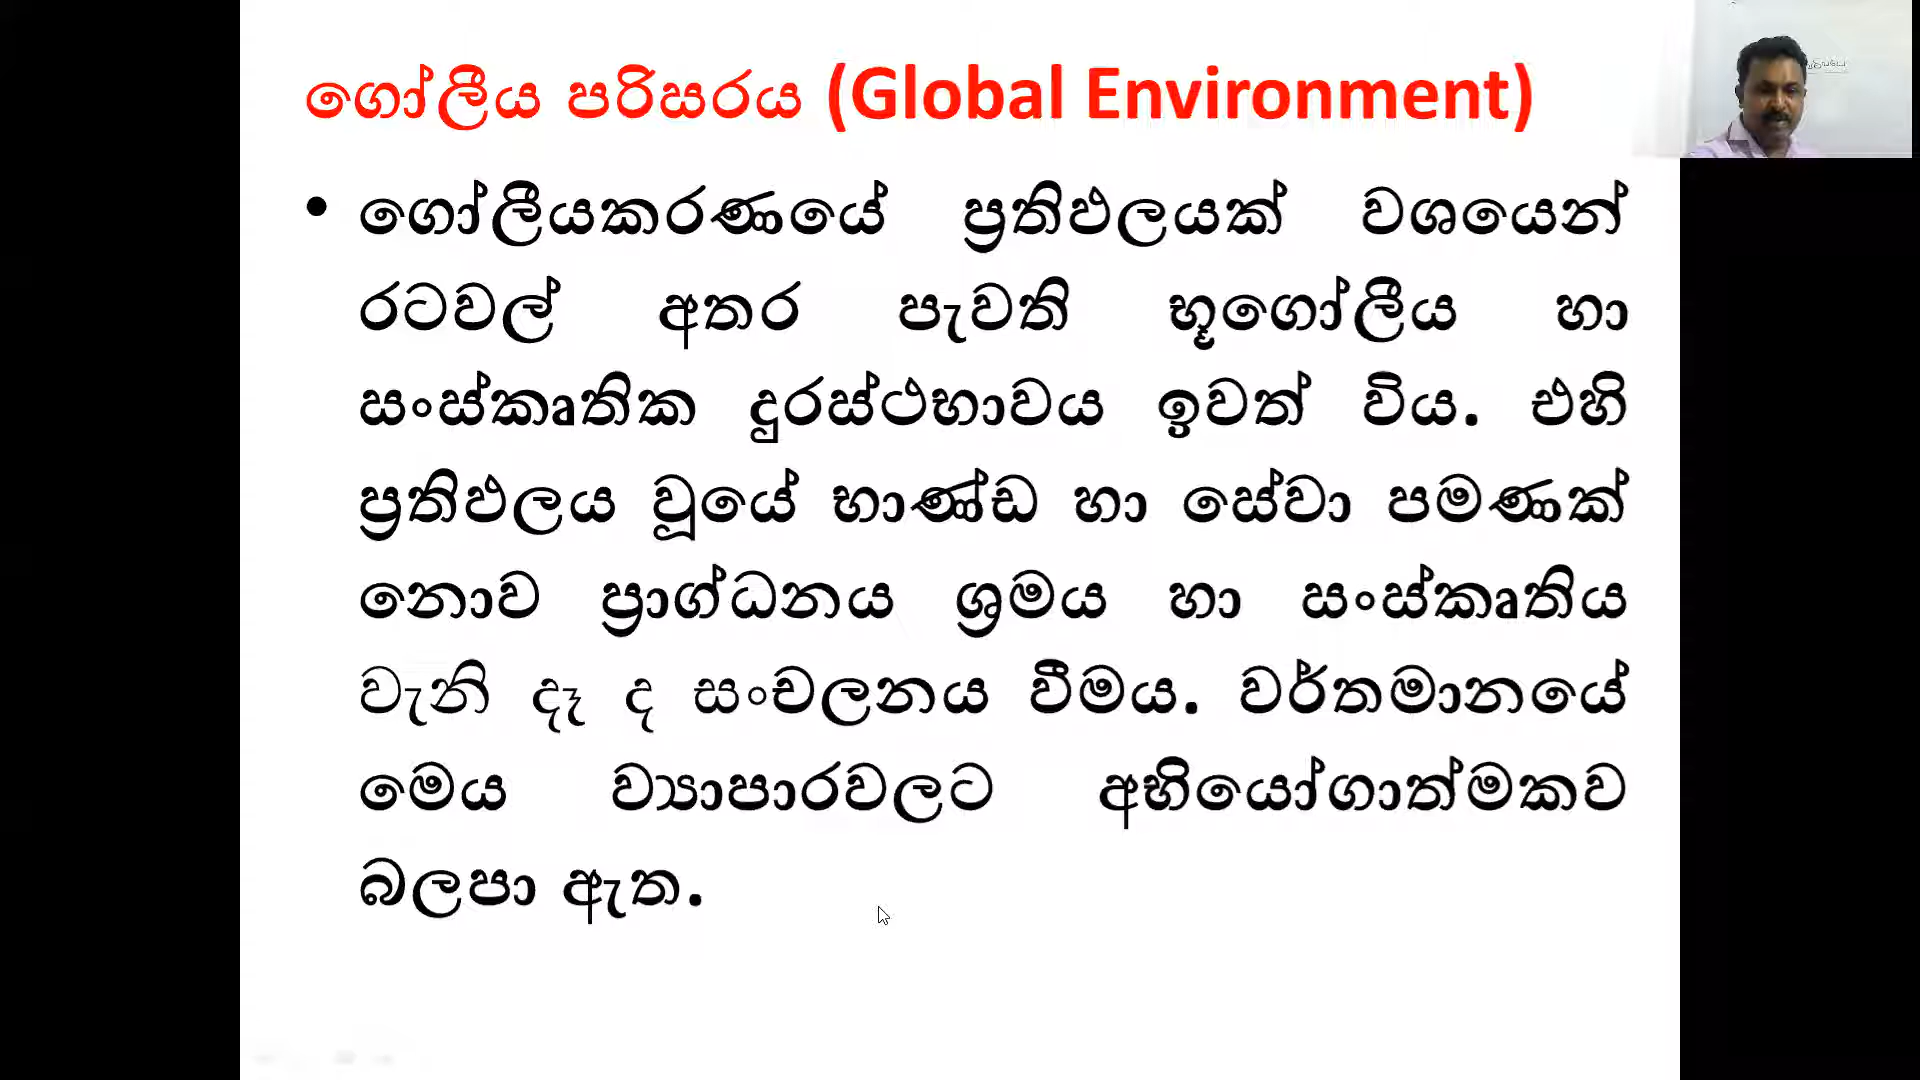 ගෝලීය පරිසරය (Global Environment)
• ගෝලීයකරණයේ ප්‍රතිඵලයක් වශයෙන්
රටවල් අතර පැවති භූගෝලීය හා
සංස්කෘතික දුරස්ථභාවය ඉවත් විය. එහි
ප්‍රතිඵලය වූයේ භාණ්ඩ හා සේවා පමණක්
නොව ප්‍රාග්ධනය ශ්‍රමය හා සංස්කෘතිය
වැනි දෑ ද සංචලනය වීමය. වර්තමානයේ
මෙය ව්‍යාපාරවලට අභියෝගාත්මකව
බලපා ඇත.